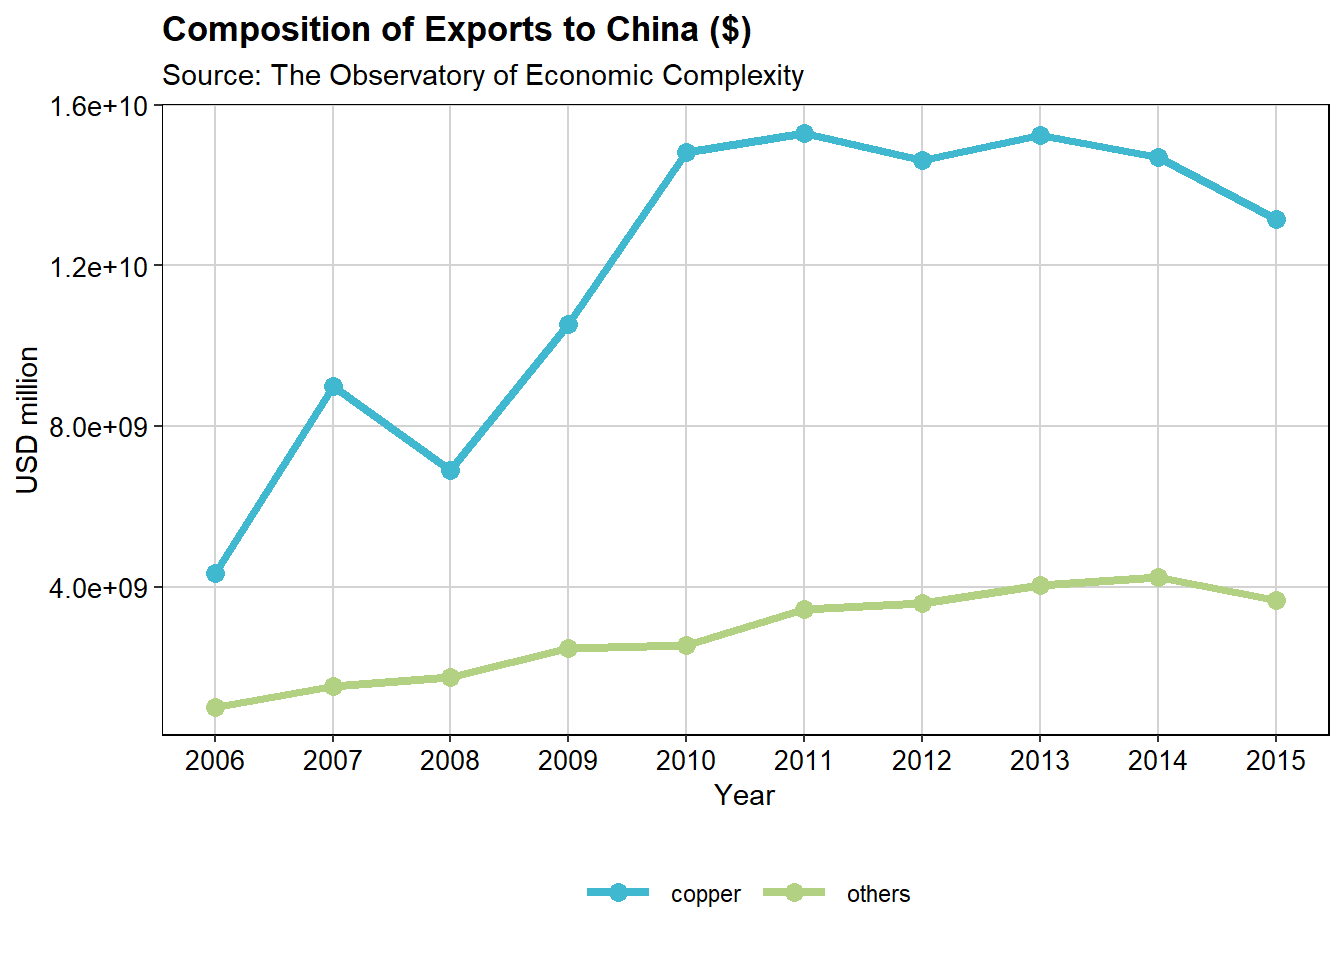 Composition of Exports to China ($)
Source: The Observatory of Economic Complexity
1.6e+10
1.2e+10
8.0e+09
4.0e+09
USD million
2006 2007 2008 2009 2010 2011 2012 2013 2014 2015
Year
copper others